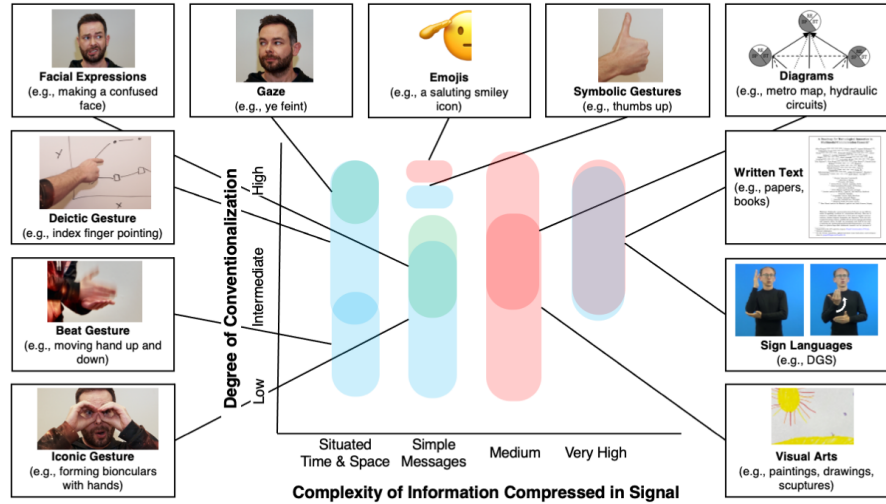 Facial Expressions
(e.g., making a confused
face)
Gaze
(e.g., ye feint)
Emojis
(e.g., a saluting smiley
icon)
Symbolic Gestures
(e.g., thumbs up)
Diagrams
(e.g., metro map, hydraulic
circuits)
Deictic Gesture
(e.g., index finger pointing)
Written Text
(e.g., papers,
books)
Beat Gesture
(e.g., moving hand up and
down)
Sign Languages
(e.g., DGS)
Iconic Gesture
(e.g., forming bionculars
with hands)
Visual Arts
(e.g., paintings, drawings,
scuptures)
Degree of Conventionalization
High
Intermediate
Low
Situated
Time & Space
Simple
Messages
Medium
Very High
Complexity of Information Compressed in Signal